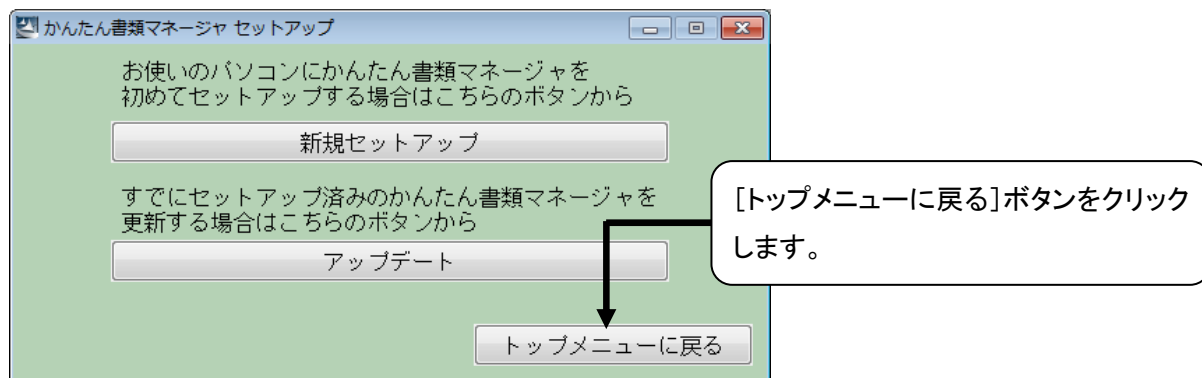 かんたん書類マネージャ セットアップ
お使いのパソコンにかんたん書類マネージャを
初めてセットアップする場合はこちらのボタンから
新規セットアップ
すでにセットアップ済みのかんたん書類マネージャを
更新する場合はこちらのボタンから
アップデート
トップメニューに戻る
[トップメニューに戻る]ボタンをクリック
します。